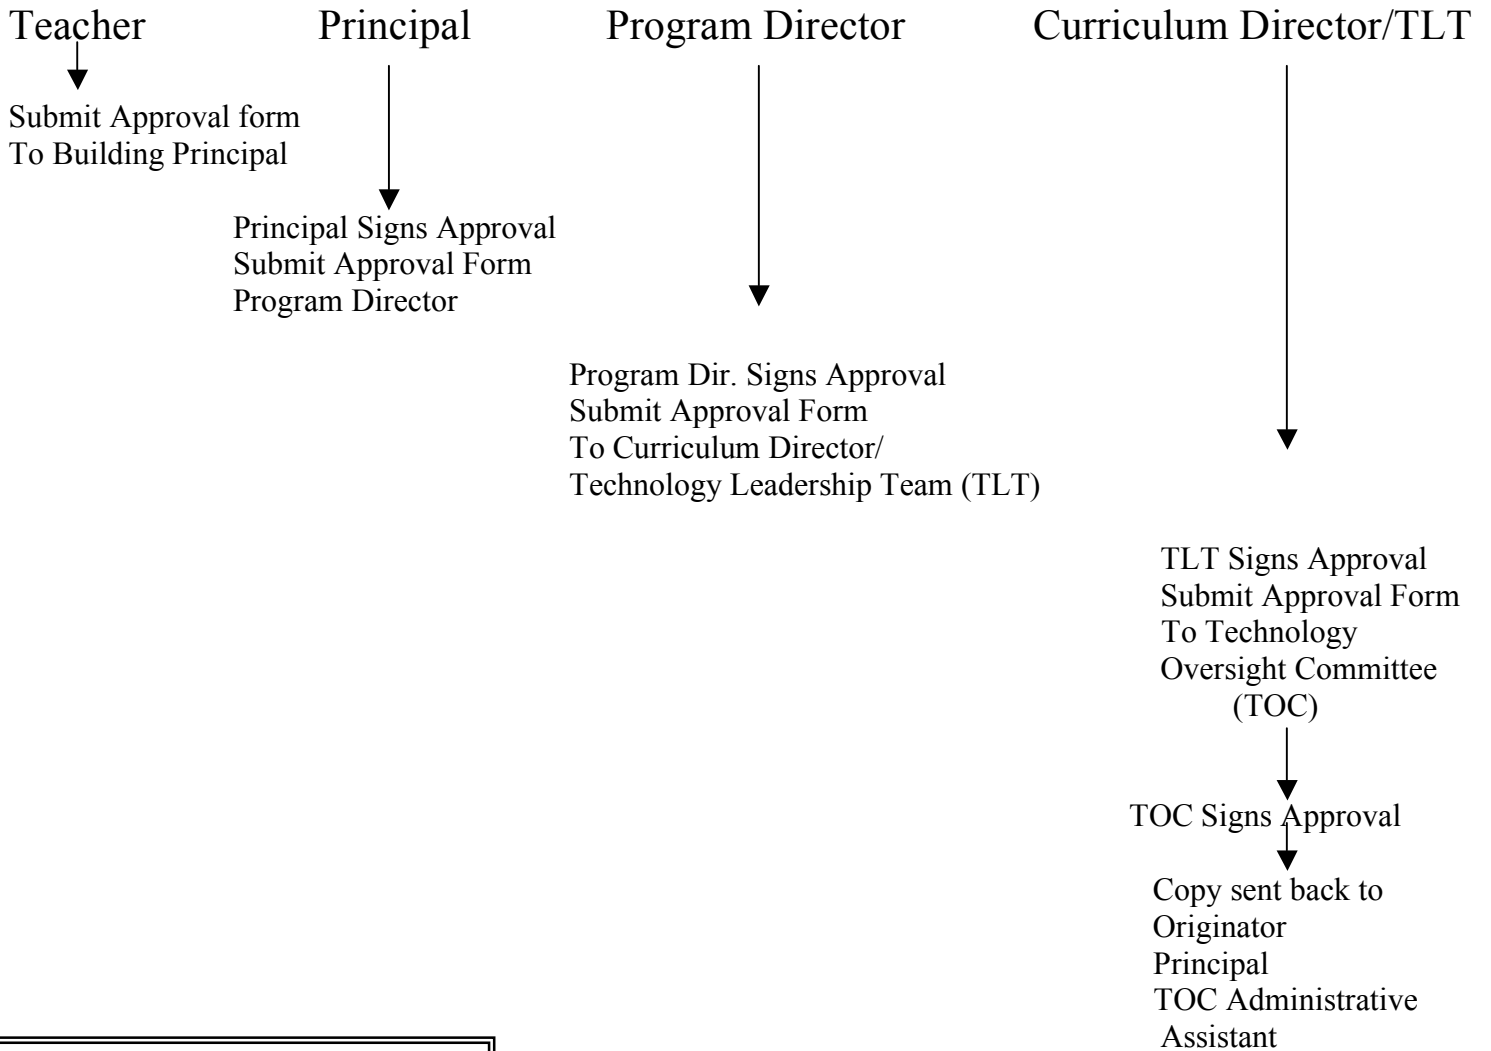 Teacher Principal Program Director Curriculum Director/TLT
Submit Approval form
To Building Principal
Principal Signs Approval
Submit Approval Form
Program Director
Program Dir. Signs Approval
Submit Approval Form
To Curriculum Director/
Technology Leadership Team (TLT)
TLT Signs Approval
Submit Approval Form
To Technology
Oversight Committee
(TOC)
TOC Signs Approval
Copy sent back to
Originator
Principal
TOC Administrative
Assistant